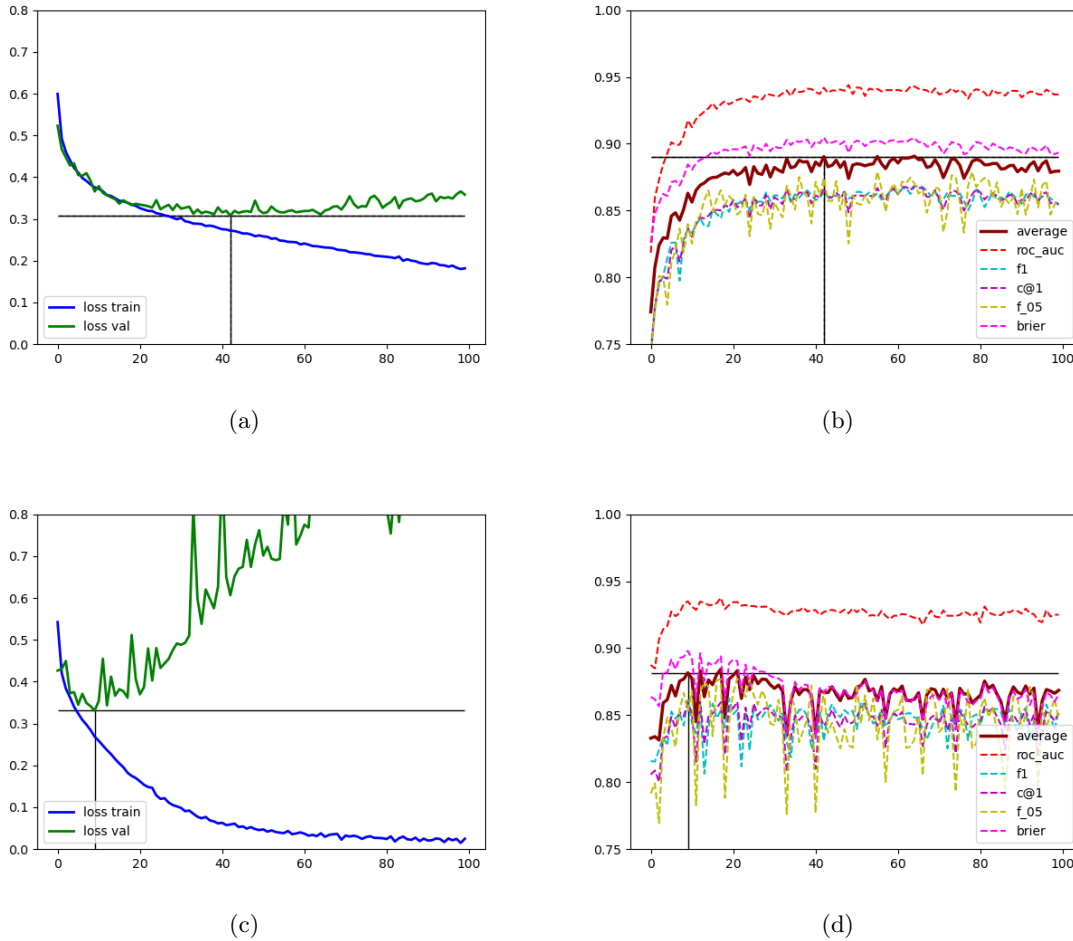 0.8
0.7
0.6
0.5
0.4
0.3
0.2
0.1
0.0
0 20 40 60 80 100
loss train
loss val
(a)
1.00
0.95
0.90
0.85
0.80
0.75
0 20 40 60 80 100
average
roc_auc
f1
c@1
f_05
brier
(b)
0.8
0.7
0.6
0.5
0.4
0.3
0.2
0.1
0.0
0 20 40 60 80 100
loss train
loss val
(c)
1.00
0.95
0.90
0.85
0.80
0.75
0 20 40 60 80 100
average
roc_auc
f1
c@1
f_05
brier
(d)